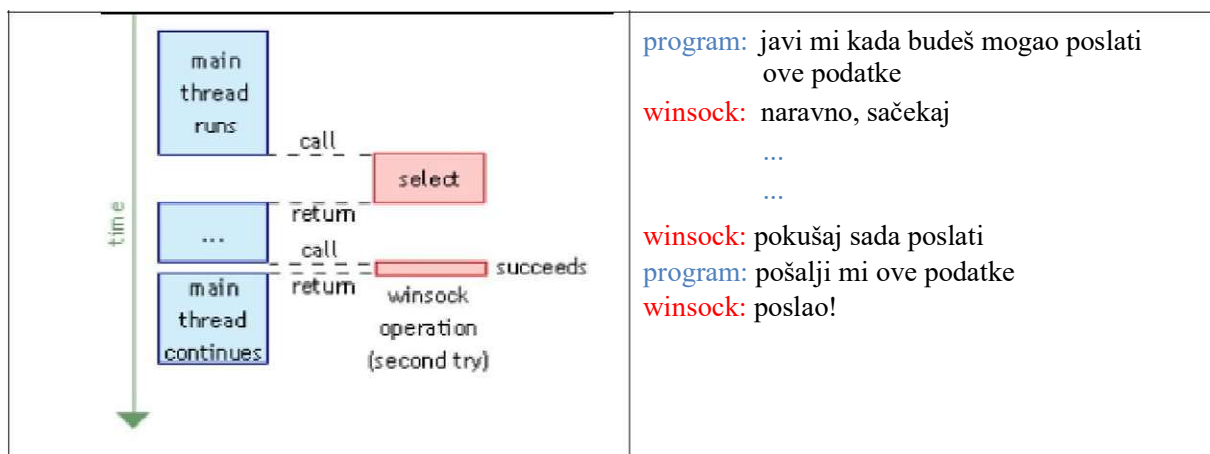 main
thread
runs
call
select
return
...
call
succeeds
return
main
thread
continues
winsock
operation
(second try)
time
program: javi mi kada budeš mogao poslati
ove podatke
winsock: naravno, sačekaj
...
...
winsock: pokušaj sada poslati
program: pošalji mi ove podatke
winsock: poslao!